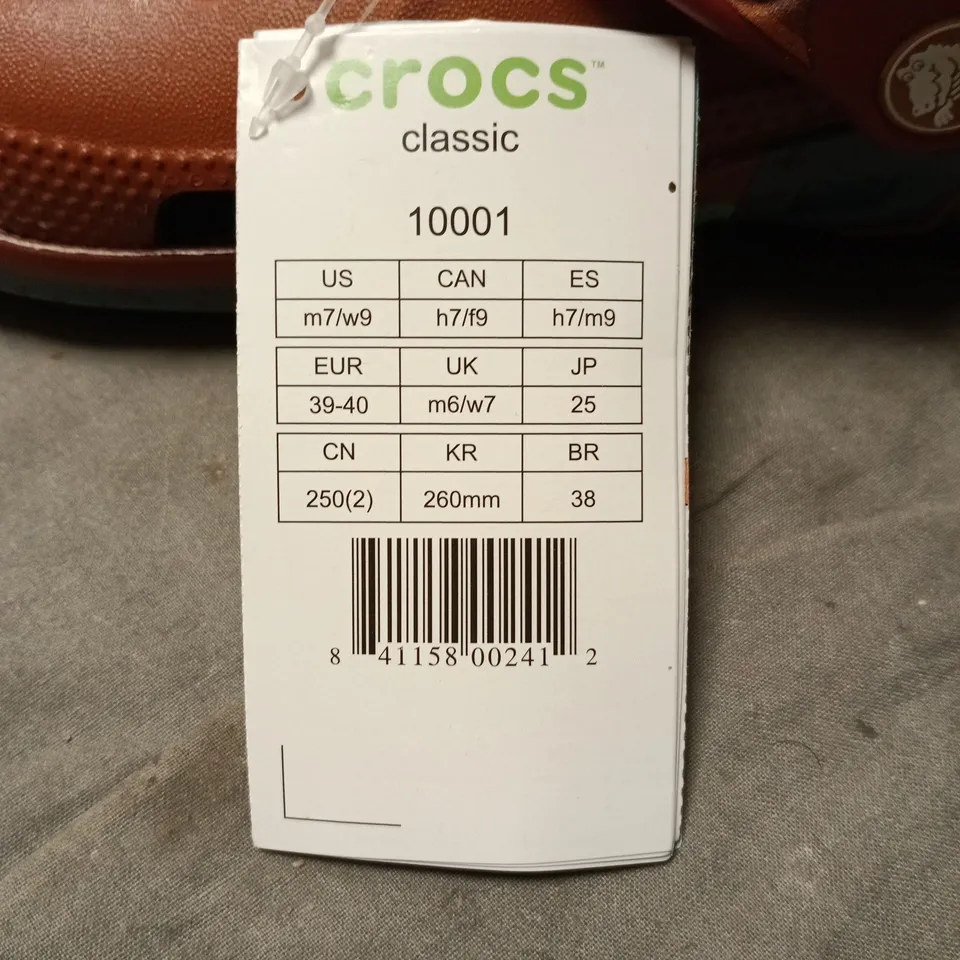 crocs™
classic
10001
US CAN ES
m7/w9 h7/f9 h7/m9
EUR UK JP
39-40 m6/w7 25
CN KR BR
250(2) 260mm 38
8 41158 00241 2